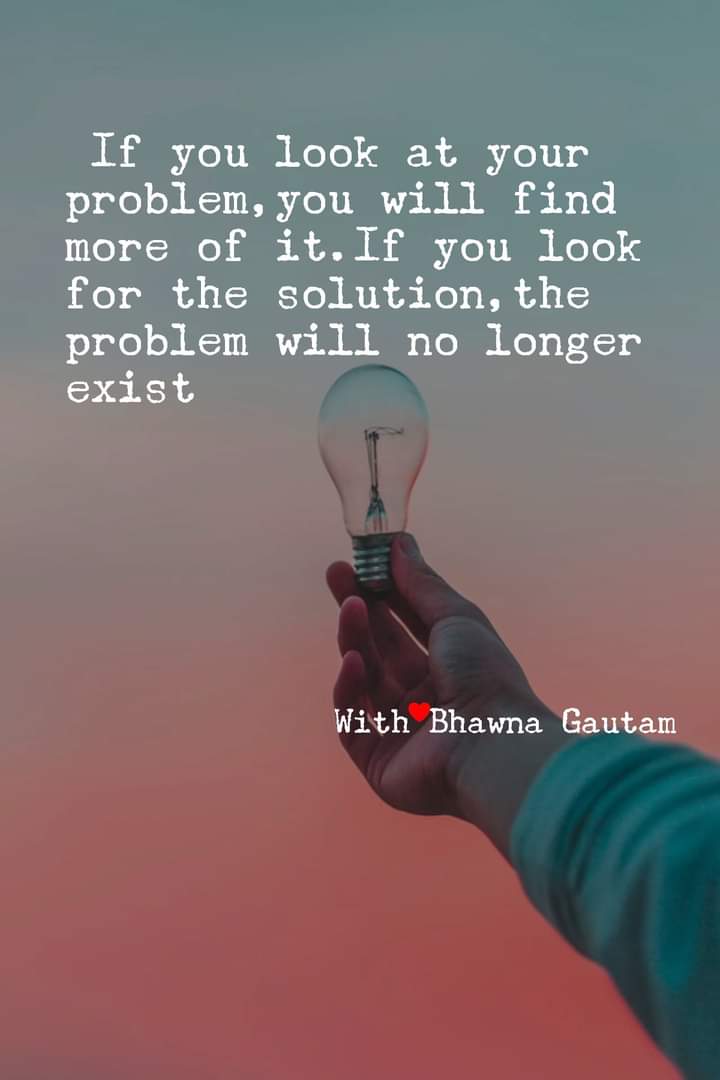 If you look at your
problem,you will find
more of it.If you look
for the solution,the
problem will no longer
exist
With❤Bhawna Gautam